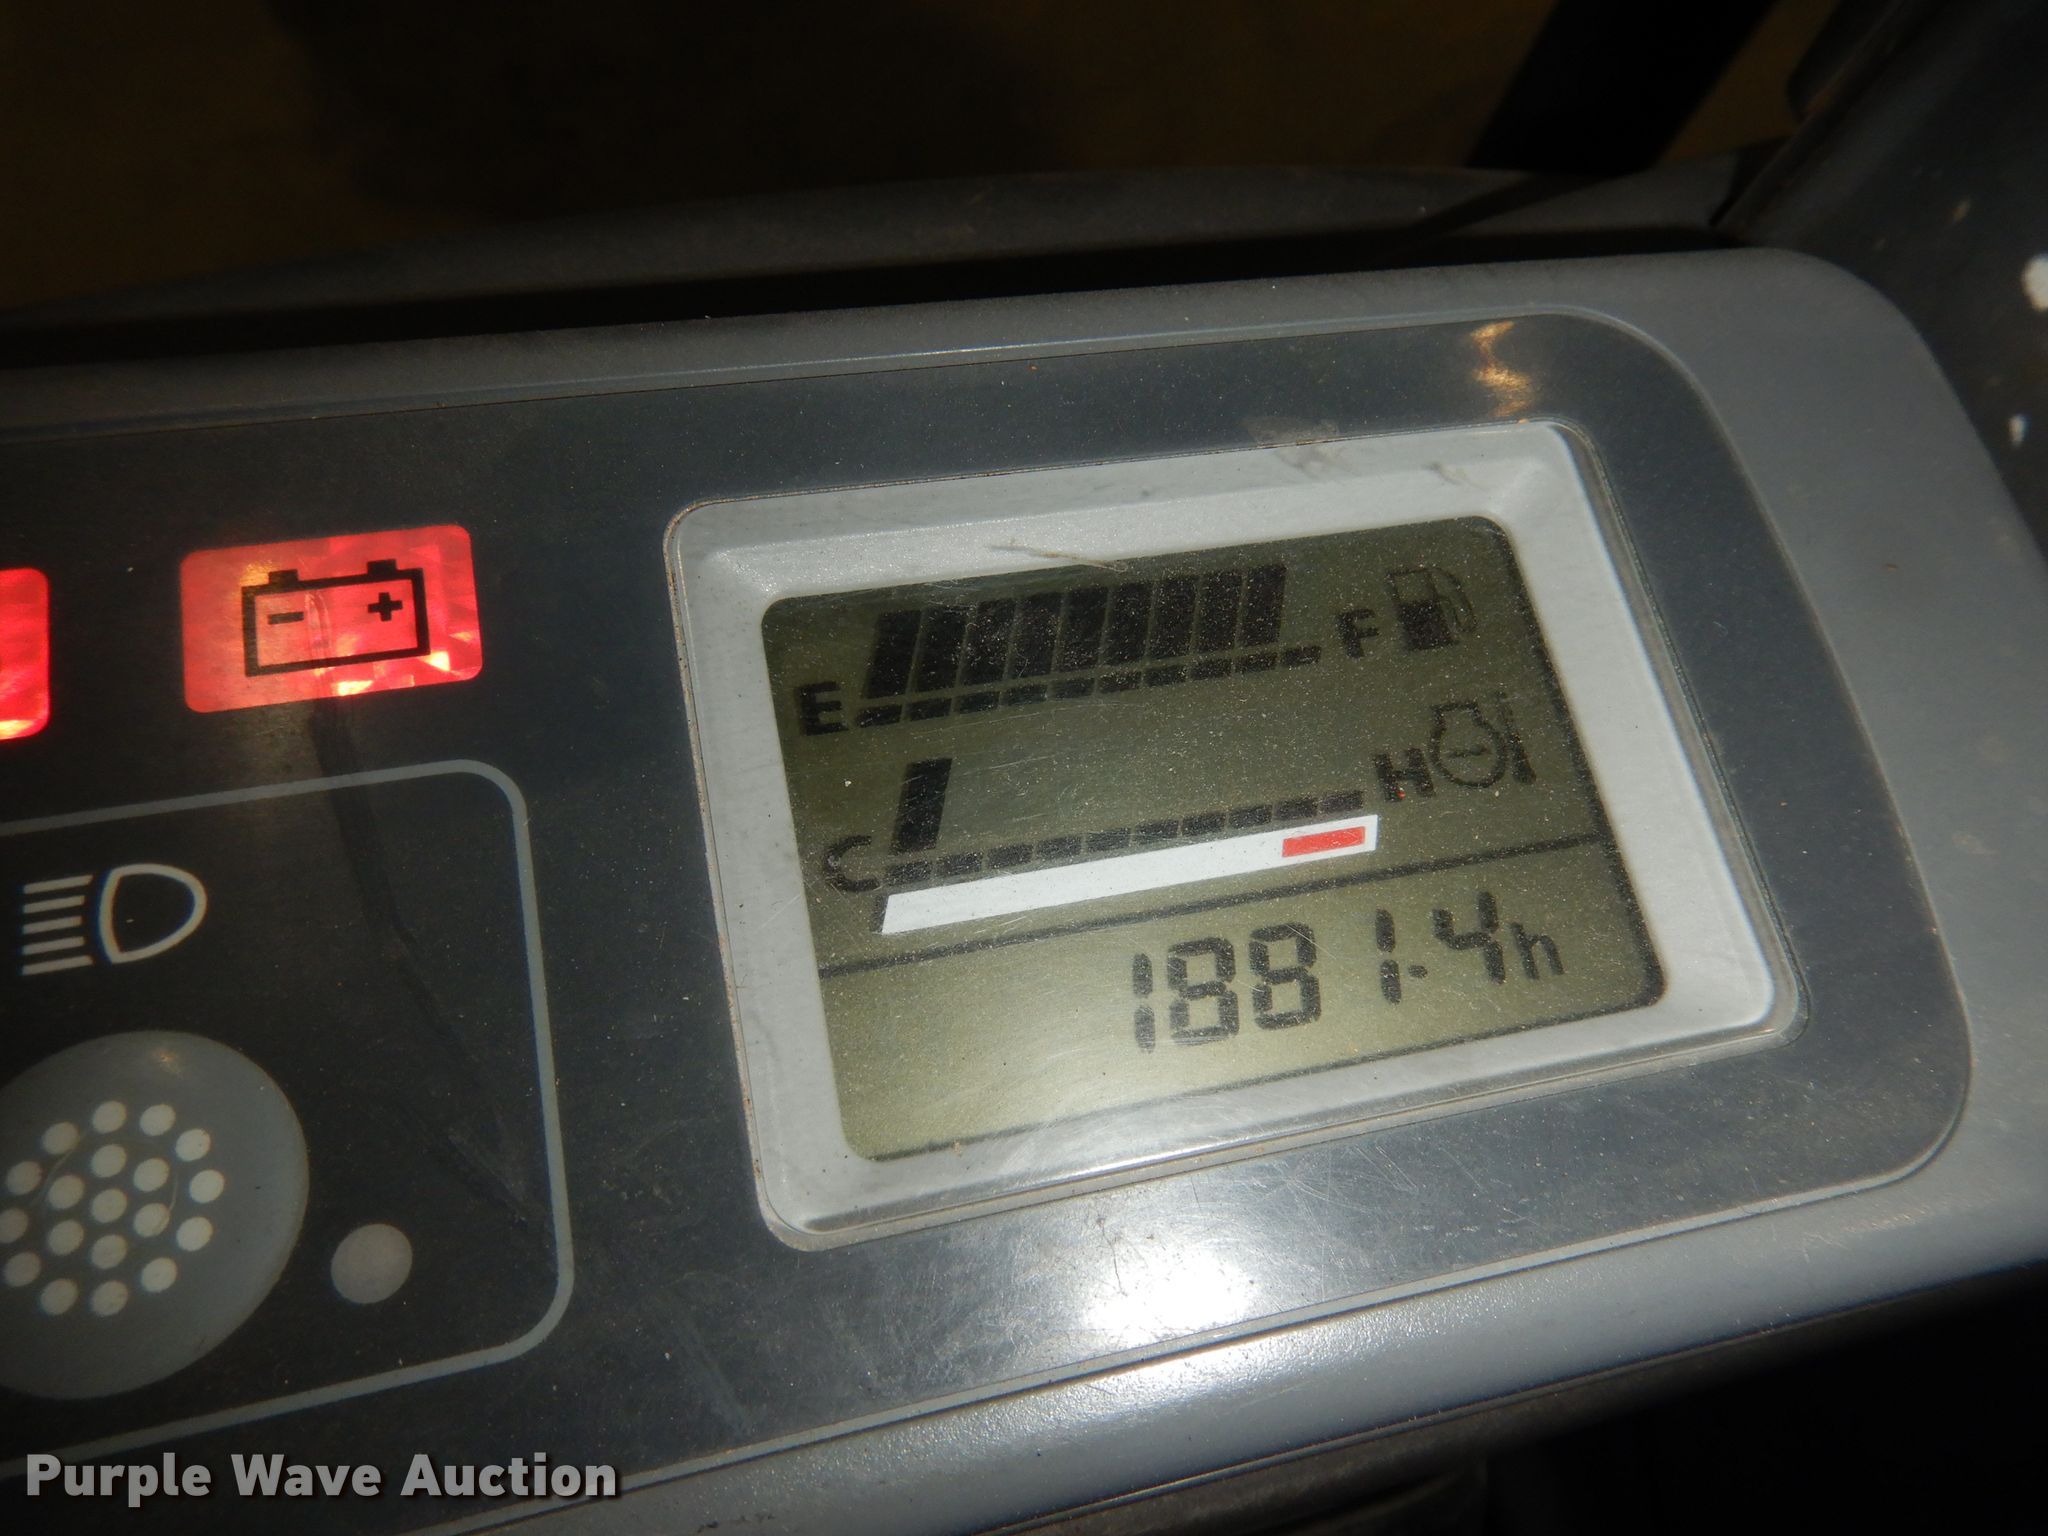 - +
E F
C H
1881.4h
Purple Wave Auction